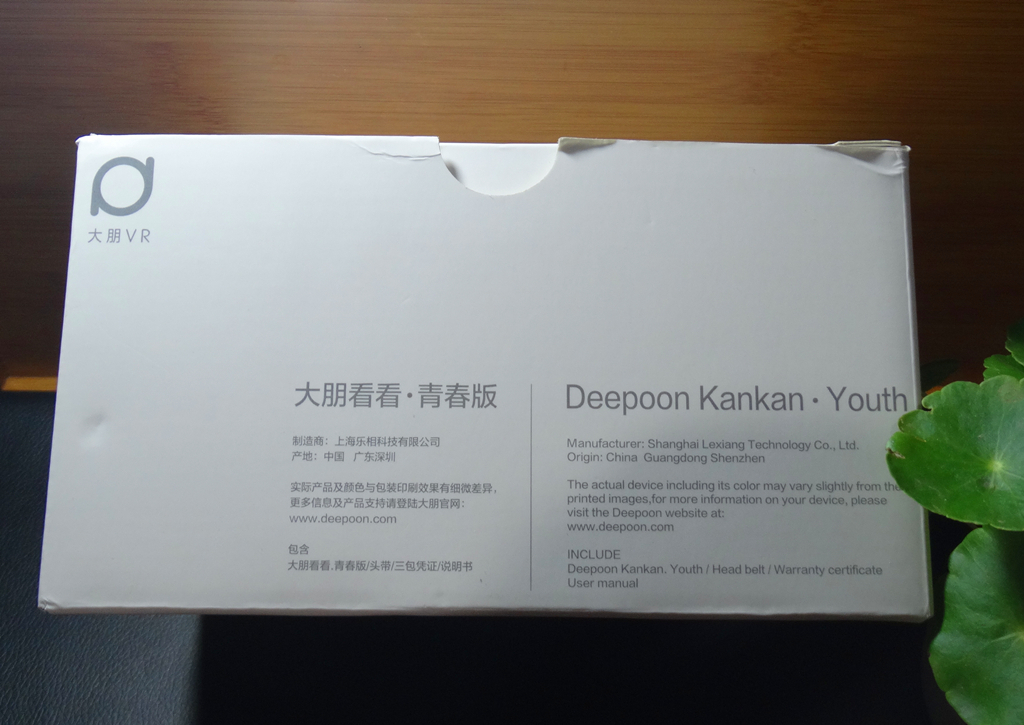 大朋VR
大朋看看·青春版
制造商：上海乐相科技有限公司
产地：中国 广东深圳
实际产品及颜色与包装印刷效果有细微差异，
更多信息及产品支持请登陆大朋官网：
www.deepoon.com
包含
大朋看看.青春版/头带/三包凭证/说明书
Deepoon Kankan · Youth
Manufacturer: Shanghai Lexiang Technology Co., Ltd.
Origin: China Guangdong Shenzhen
The actual device including its color may vary slightly from the
printed images,for more information on your device, please
visit the Deepoon website at:
www.deepoon.com
INCLUDE
Deepoon Kankan. Youth / Head belt / Warranty certificate
User manual